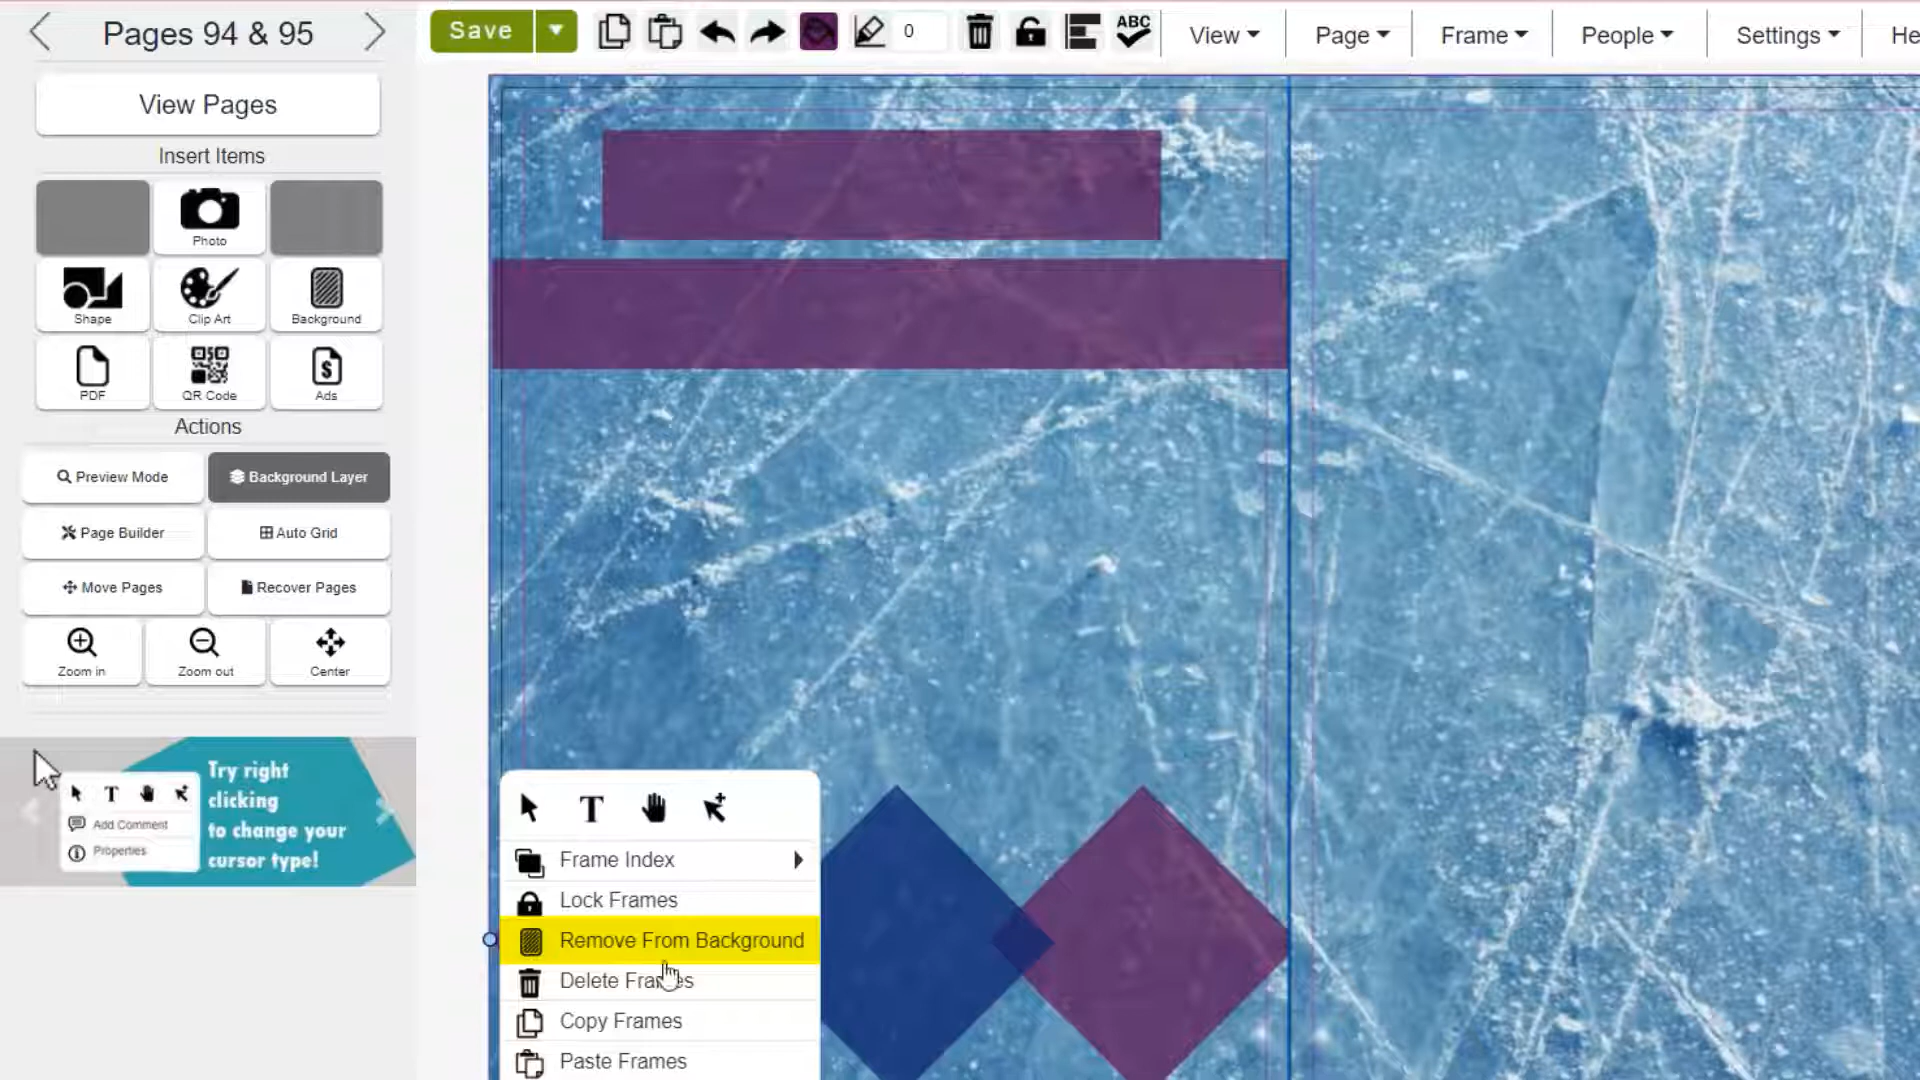 Pages 94 & 95
Save
0
ABC
View
Page
Frame
People
Settings
He
View Pages
Insert Items
Photo
Shape
Clip Art
Background
PDF
QR Code
Ads
Actions
Preview Mode
Background Layer
Page Builder
Auto Grid
Move Pages
Recover Pages
Zoom in
Zoom out
Center
T
Add Comment
Properties
Try right
clicking
to change your
cursor type!
T
Frame Index
Lock Frames
Remove From Background
Delete Frames
Copy Frames
Paste Frames